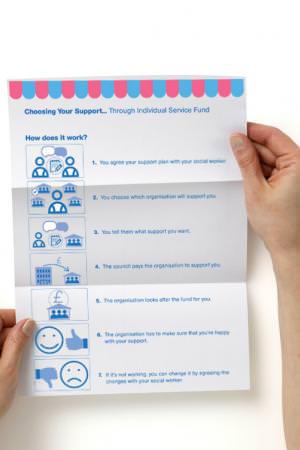 Choosing Your Support... Through Individual Service Fund
How does it work?
1. You agree your support plan with your social worker.
2. You choose which organisation will support you.
3. You tell them what support you want.
4. The council pays the organisation to support you.
5. The organisation looks after the fund for you.
6. The organisation has to make sure that you're happy
with your support.
7. If it's not working, you can change it by agreeing the
changes with your social worker.